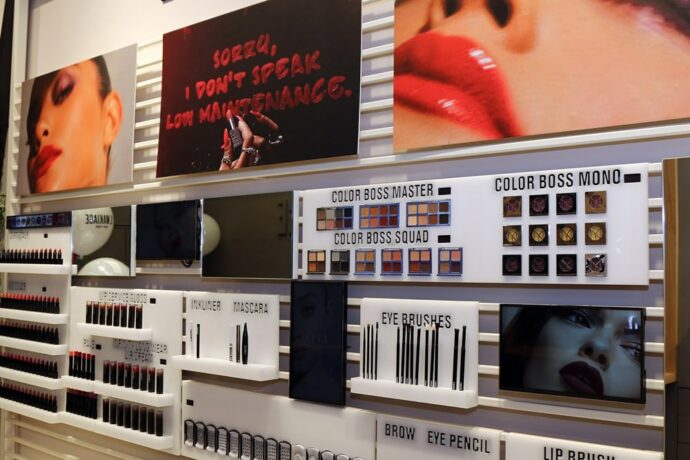 SORRY,
I DON'T SPEAK
LOW MAINTENANCE.
COLOR BOSS MASTER
COLOR BOSS MONO
COLOR BOSS SQUAD
INKLINER
MASCARA
EYE BRUSHES
BROW
EYE PENCIL
LIP BRUSH